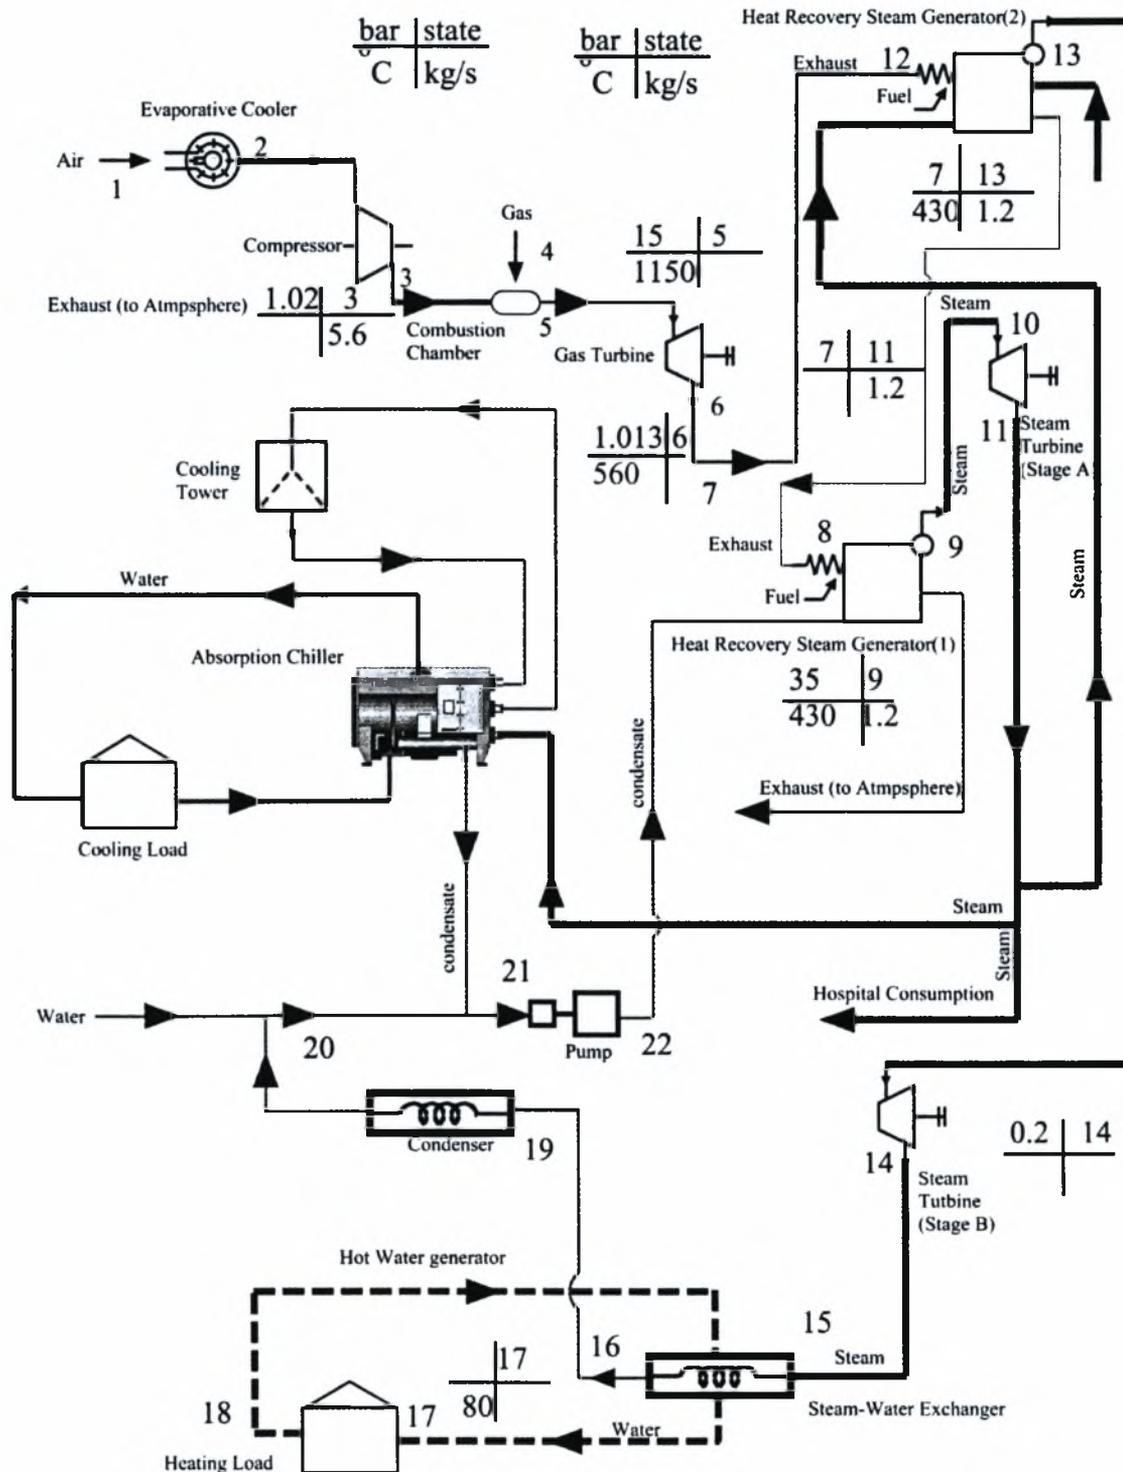 Heat Recovery Steam Generator(2)
bar state
°C kg/s
bar state
°C kg/s
Exhaust
12
13
Fuel
Evaporative Cooler
2
Air
1
7 13
430 1.2
Compressor
Gas
4
15 5
1150
3
Exhaust (to Atmpsphere)
1.02 3
5.6
Combustion
Chamber
5
Gas Turbine
Steam
10
7 11
1.2
6
11
Steam
Turbine
(Stage A
1.013 6
560
7
Steam
Cooling
Tower
Exhaust
8
9
Steam
Water
Fuel
Absorption Chiller
Heat Recovery Steam Generator(1)
35 9
430 1.2
condensate
Exhaust (to Atmpsphere)
Cooling Load
condensate
Steam
Steam
21
Hospital Consumption
Water
20
Pump
22
Condenser
19
0.2 14
14
Steam
Tutbine
(Stage B)
Hot Water generator
15
16
Steam
17
80
18
17
Water
Steam-Water Exchanger
Heating Load